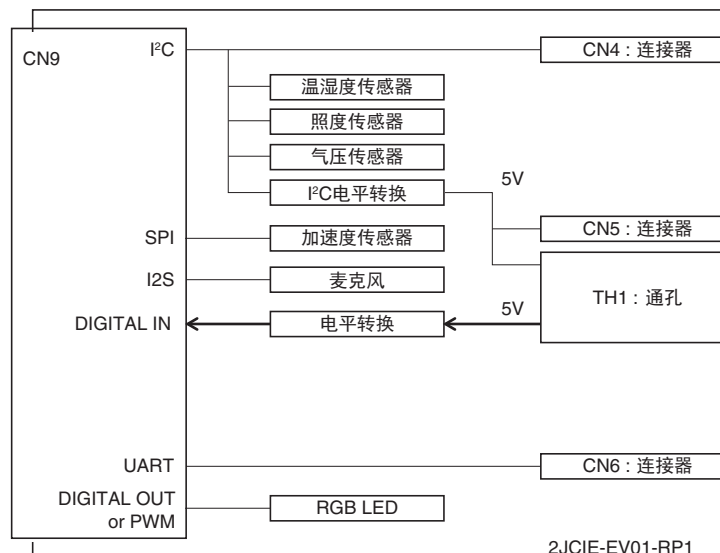 CN9
I²C
CN4：连接器
温湿度传感器
照度传感器
气压传感器
I²C电平转换
5V
CN5：连接器
SPI
加速度传感器
I2S
麦克风
TH1：通孔
DIGITAL IN
电平转换
5V
UART
CN6：连接器
DIGITAL OUT
or PWM
RGB LED
2JCIE-EV01-RP1